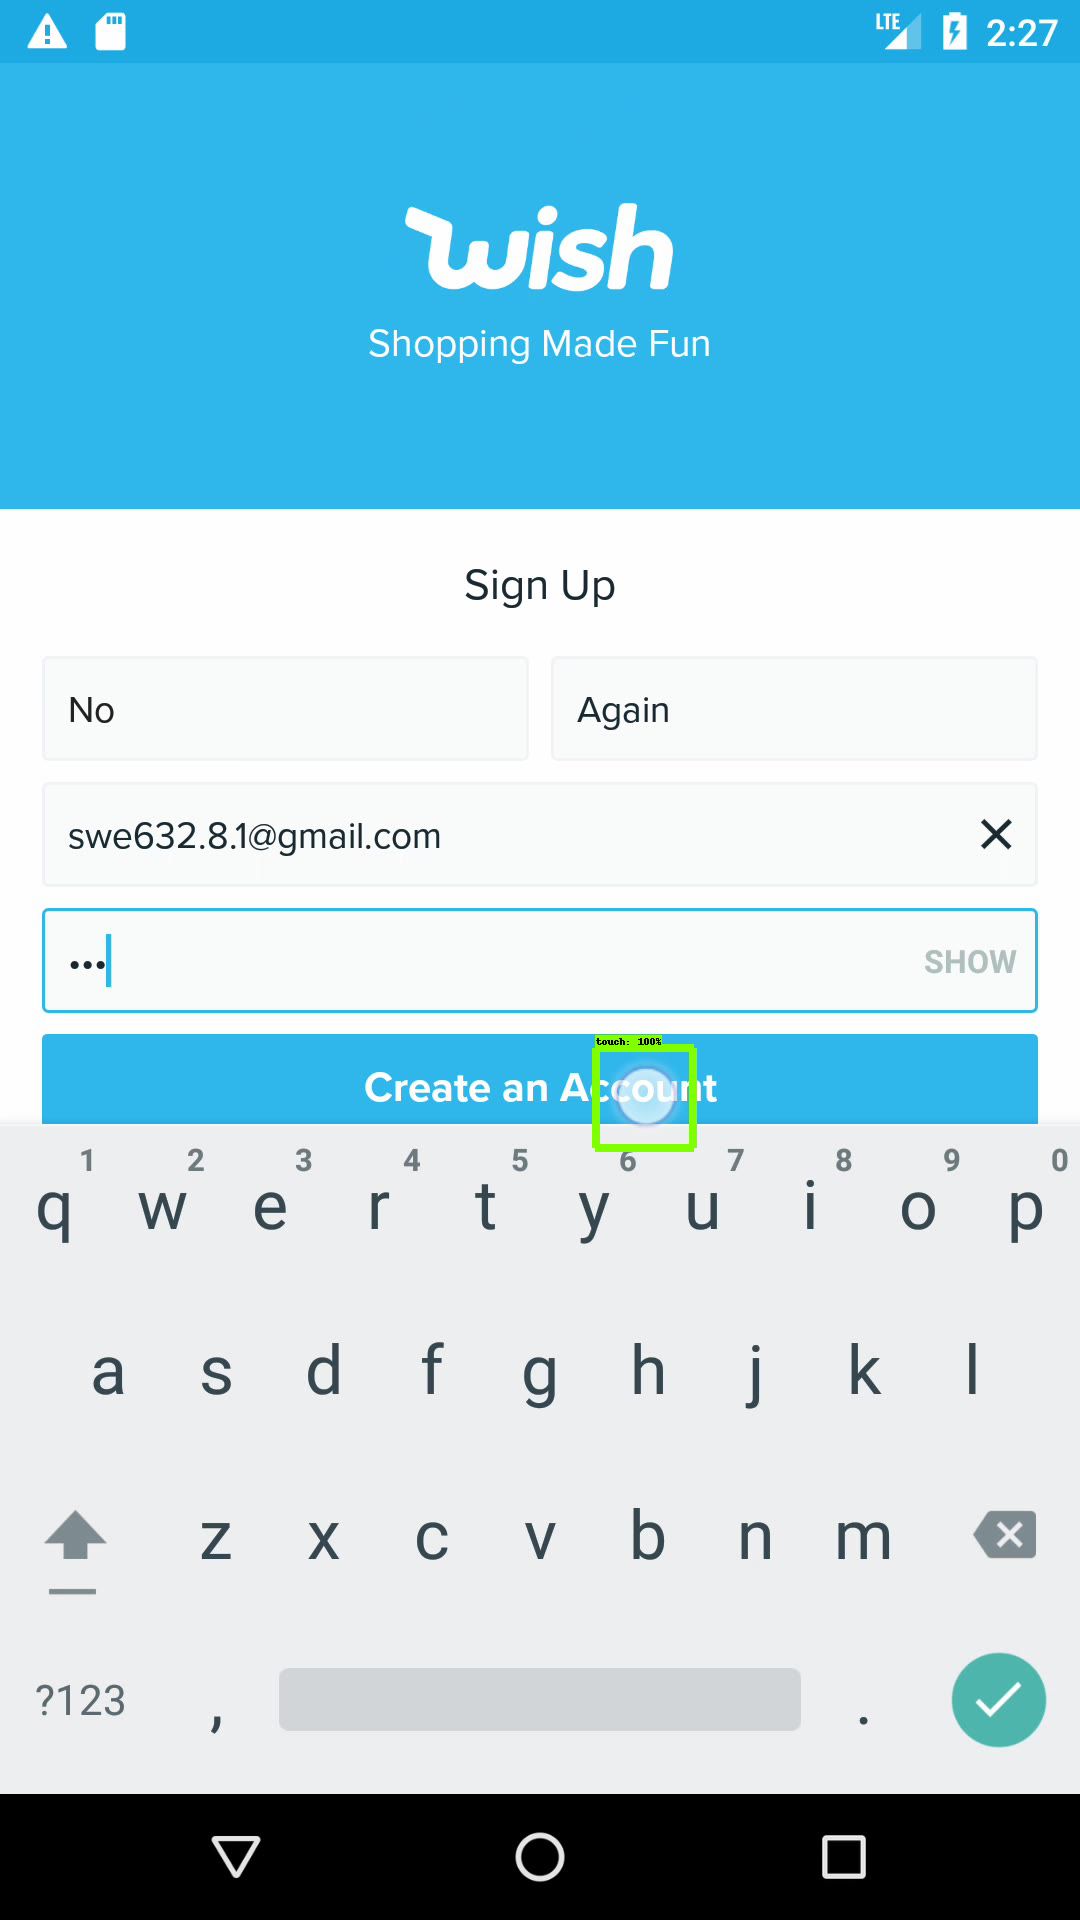 LTE 2:27
wish
Shopping Made Fun
Sign Up
No Again
swe632.8.1@gmail.com
••• SHOW
touch: 100%
Create an Account
1 2 3 4 5 6 7 8 9 0
q w e r t y u i o p
a s d f g h j k l
z x c v b n m
?123 , .